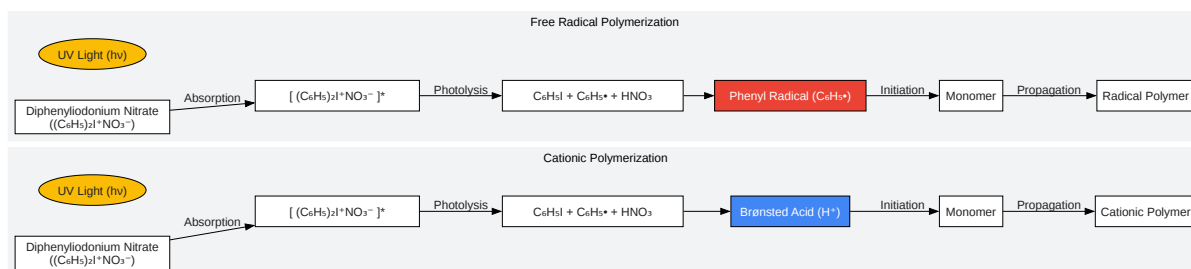 Free Radical Polymerization
UV Light (hν)
Diphenyliodonium Nitrate
((C₆H₅)₂I⁺NO₃⁻)
Absorption
[ (C₆H₅)₂I⁺NO₃⁻ ]*
Photolysis
C₆H₅I + C₆H₅• + HNO₃
Phenyl Radical (C₆H₅•)
Initiation
Monomer
Propagation
Radical Polymer
Cationic Polymerization
UV Light (hν)
Diphenyliodonium Nitrate
((C₆H₅)₂I⁺NO₃⁻)
Absorption
[ (C₆H₅)₂I⁺NO₃⁻ ]*
Photolysis
C₆H₅I + C₆H₅• + HNO₃
Brønsted Acid (H⁺)
Initiation
Monomer
Propagation
Cationic Polymer